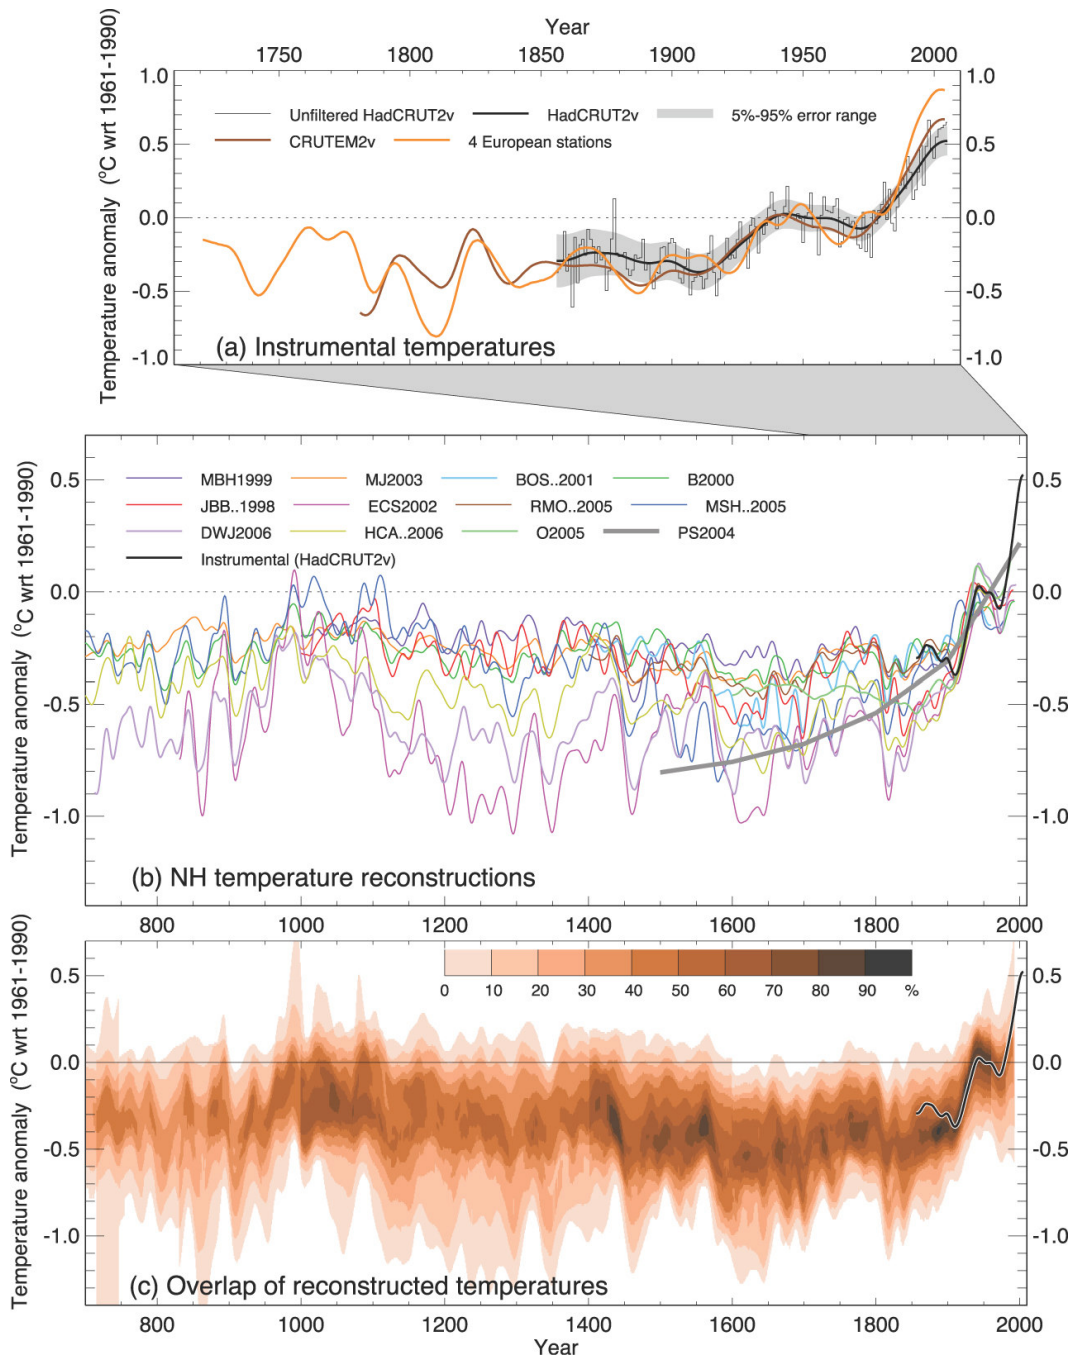 Year
1750 1800 1850 1900 1950 2000
Temperature anomaly (°C wrt 1961-1990)
1.0 1.0
Unfiltered HadCRUT2v HadCRUT2v 5%-95% error range
CRUTEM2v 4 European stations
0.5 0.5
0.0 0.0
-0.5 -0.5
-1.0 -1.0
(a) Instrumental temperatures
Temperature anomaly (°C wrt 1961-1990)
0.5 0.5
MBH1999 MJ2003 BOS..2001 B2000
JBB..1998 ECS2002 RMO..2005 MSH..2005
DWJ2006 HCA..2006 O2005 PS2004
Instrumental (HadCRUT2v)
0.0 0.0
-0.5 -0.5
-1.0 -1.0
(b) NH temperature reconstructions
800 1000 1200 1400 1600 1800 2000
Temperature anomaly (°C wrt 1961-1990)
0.5 0.5
0 10 20 30 40 50 60 70 80 90 %
0.0 0.0
-0.5 -0.5
-1.0 -1.0
(c) Overlap of reconstructed temperatures
800 1000 1200 1400 1600 1800 2000
Year